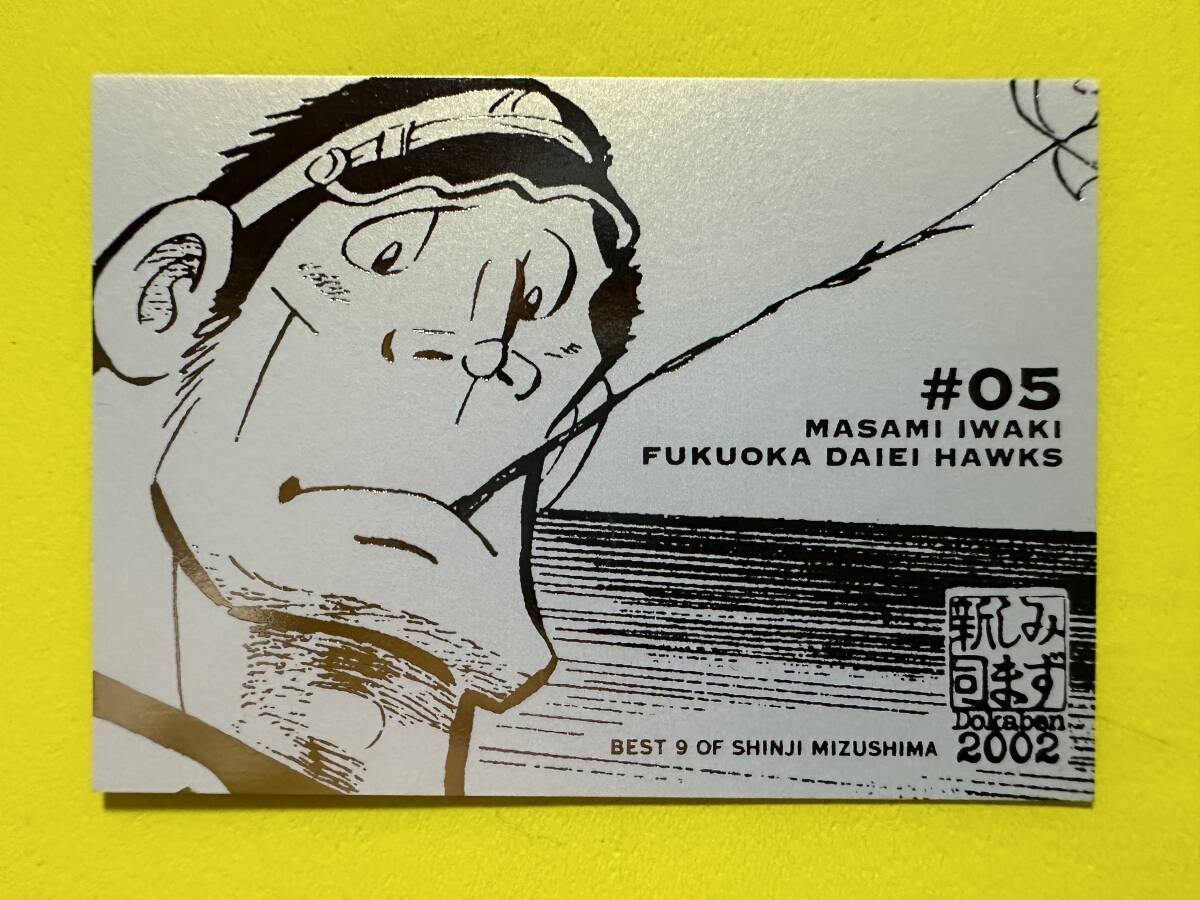 #05
MASAMI IWAKI
FUKUOKA DAIEI HAWKS
BEST 9 OF SHINJI MIZUSHIMA
みず
しま
新司
Dokaben
2002